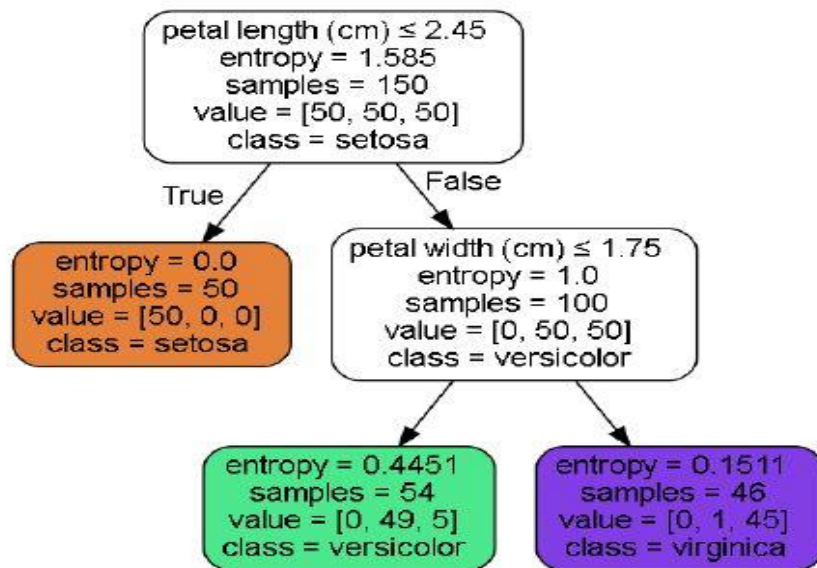 petal length (cm) ≤ 2.45
entropy = 1.585
samples = 150
value = [50, 50, 50]
class = setosa
True
False
entropy = 0.0
samples = 50
value = [50, 0, 0]
class = setosa
petal width (cm) ≤ 1.75
entropy = 1.0
samples = 100
value = [0, 50, 50]
class = versicolor
entropy = 0.4451
samples = 54
value = [0, 49, 5]
class = versicolor
entropy = 0.1511
samples = 46
value = [0, 1, 45]
class = virginica